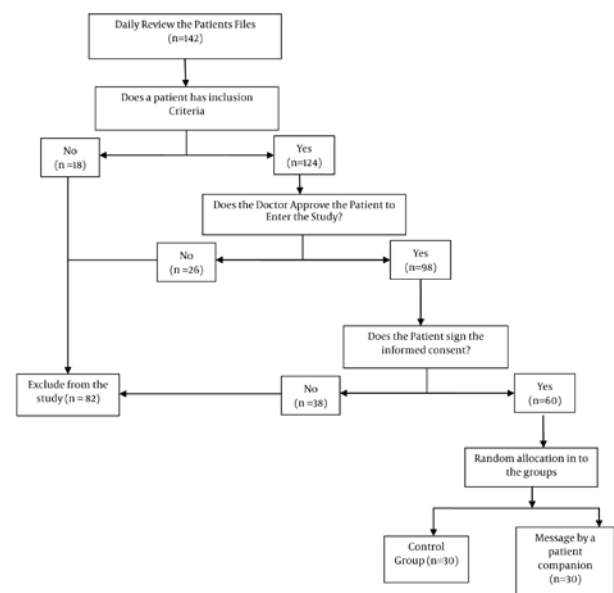 Daily Review the Patients Files
(n=142)
Does a patient has inclusion
Criteria
No
(n =18)
Yes
(n=124)
Does the Doctor Approve the Patient to
Enter the Study?
No
(n =26)
Yes
(n=98)
Does the Patient sign the
informed consent?
Exclude from the
study (n = 82)
No
(n =38)
Yes
(n=60)
Random allocation in to
the groups
Control
Group (n=30)
Message by a
patient
companion
(n=30)